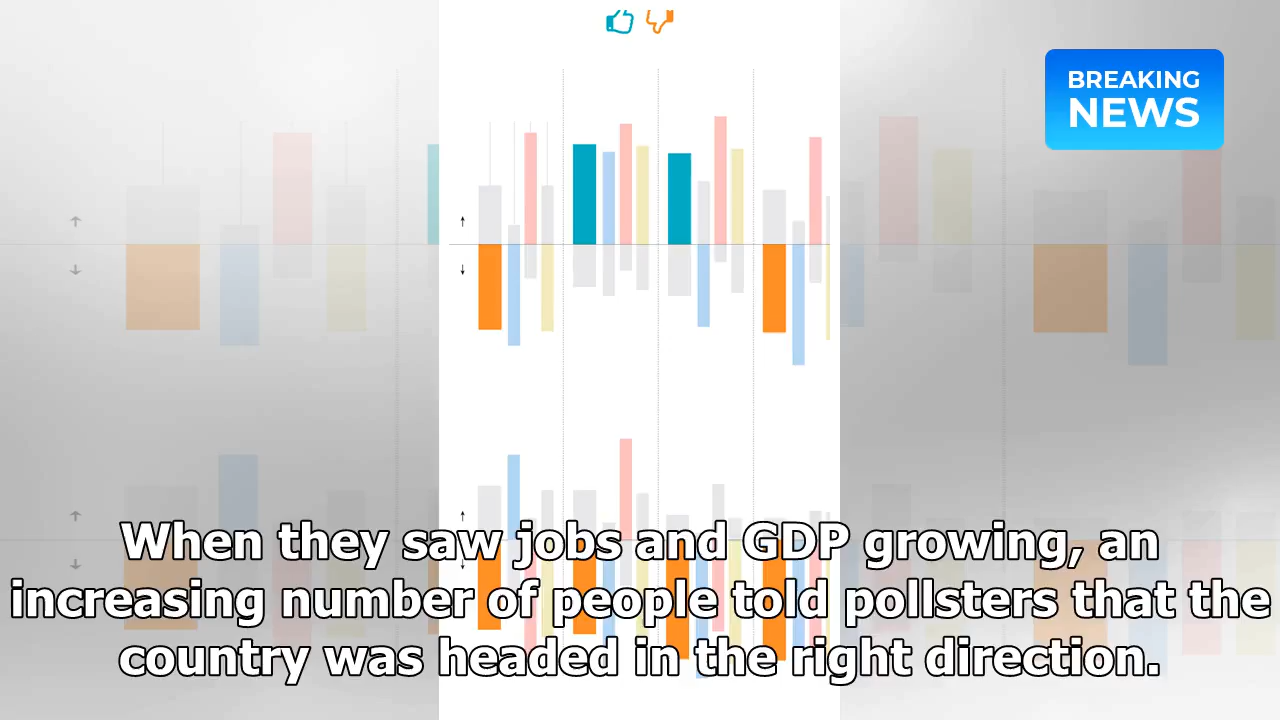 BREAKING
NEWS
When they saw jobs and GDP growing, an
increasing number of people told pollsters that the
country was headed in the right direction.